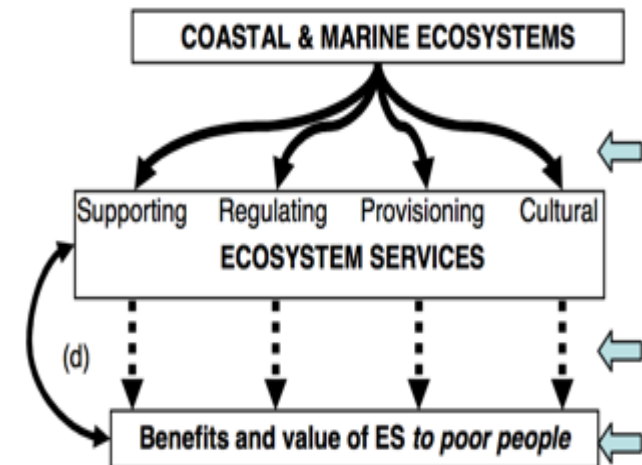 COASTAL & MARINE ECOSYSTEMS
Supporting Regulating Provisioning Cultural
ECOSYSTEM SERVICES
(d)
Benefits and value of ES to poor people